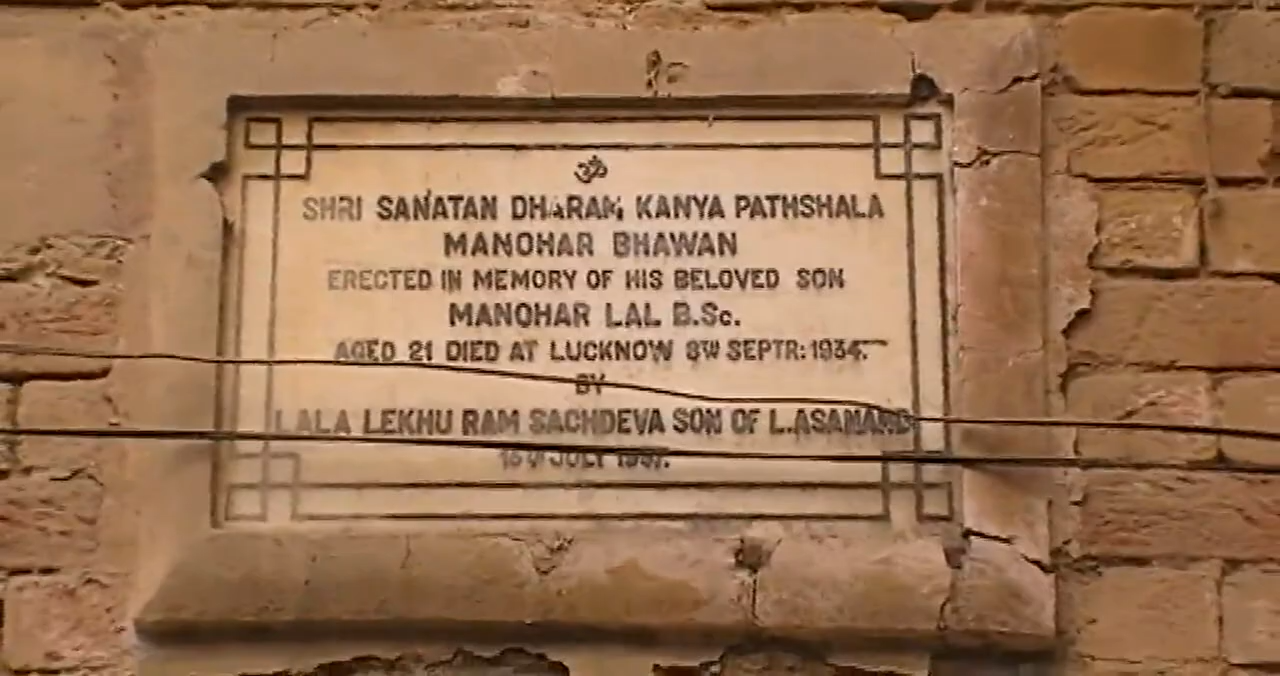 ॐ
SHRI SANATAN DHARAM KANYA PATHSHALA
MANOHAR BHAWAN
ERECTED IN MEMORY OF HIS BELOVED SON
MANOHAR LAL B.Sc.
AGED 21 DIED AT LUCKNOW 8TH SEPTR: 1934.
BY
LALA LEKHU RAM SACHDEVA SON OF L. ASANAND
JULY